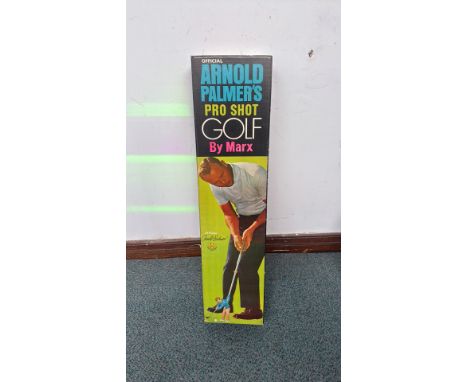 OFFICIAL
ARNOLD
PALMER'S
PRO SHOT
GOLF
By Marx